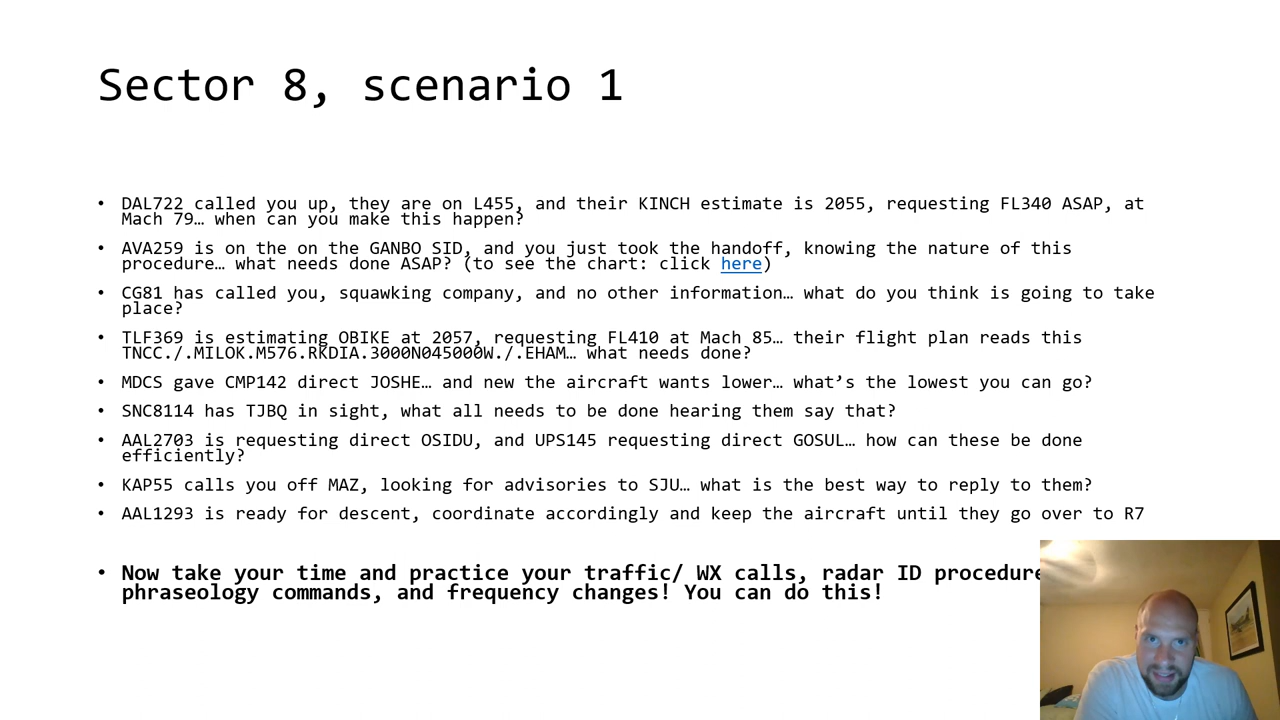 Sector 8, scenario 1
• DAL722 called you up, they are on L455, and their KINCH estimate is 2055, requesting FL340 ASAP, at
Mach 79… when can you make this happen?
• AVA259 is on the on the GANBO SID, and you just took the handoff, knowing the nature of this
procedure… what needs done ASAP? (to see the chart: click here)
• CG81 has called you, squawking company, and no other information… what do you think is going to take
place?
• TLF369 is estimating OBIKE at 2057, requesting FL410 at Mach 85… their flight plan reads this
TNCC./.MILOK.M576.RKDIA.3000N045000W./.EHAM… what needs done?
• MDCS gave CMP142 direct JOSHE… and new the aircraft wants lower… what’s the lowest you can go?
• SNC8114 has TJBQ in sight, what all needs to be done hearing them say that?
• AAL2703 is requesting direct OSIDU, and UPS145 requesting direct GOSUL… how can these be done
efficiently?
• KAP55 calls you off MAZ, looking for advisories to SJU… what is the best way to reply to them?
• AAL1293 is ready for descent, coordinate accordingly and keep the aircraft until they go over to R7
• Now take your time and practice your traffic/ WX calls, radar ID procedure
phraseology commands, and frequency changes! You can do this!